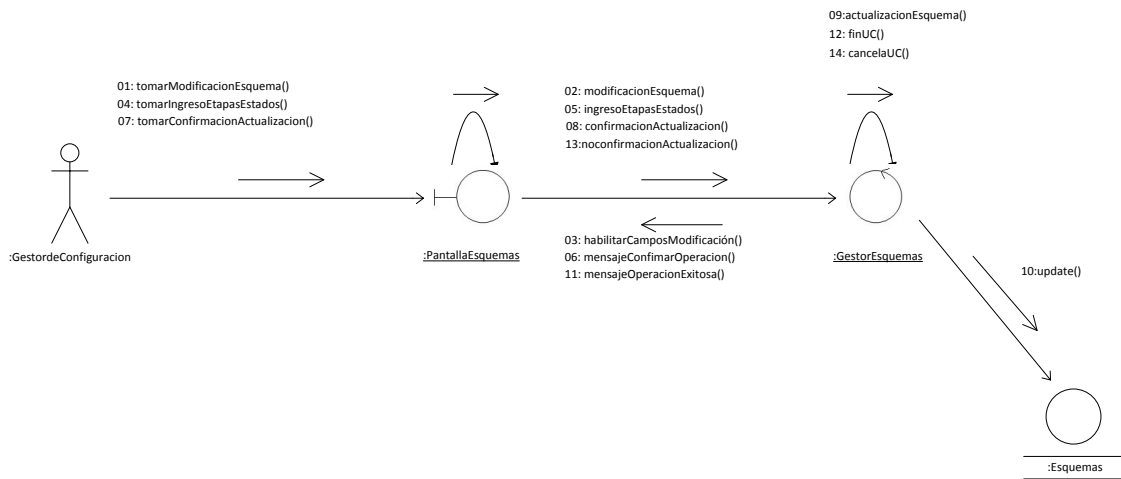 09:actualizacionEsquema()
12: finUC()
14: cancelaUC()
01: tomarModificacionEsquema()
04: tomarIngresoEtapasEstados()
07: tomarConfirmacionActualizacion()
02: modificacionEsquema()
05: ingresoEtapasEstados()
08: confirmacionActualizacion()
13:noconfirmacionActualizacion()
03: habilitarCamposModificación()
06: mensajeConfimarOperacion()
11: mensajeOperacionExitosa()
:GestordeConfiguracion
:PantallaEsquemas
:GestorEsquemas
10:update()
:Esquemas